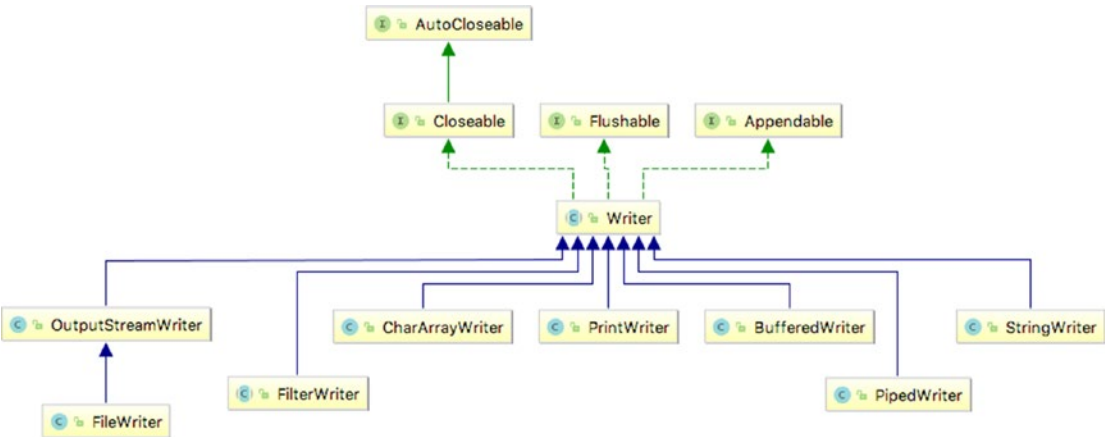 AutoCloseable
Closeable
Flushable
Appendable
Writer
OutputStreamWriter
CharArrayWriter
PrintWriter
BufferedWriter
StringWriter
FilterWriter
PipedWriter
FileWriter